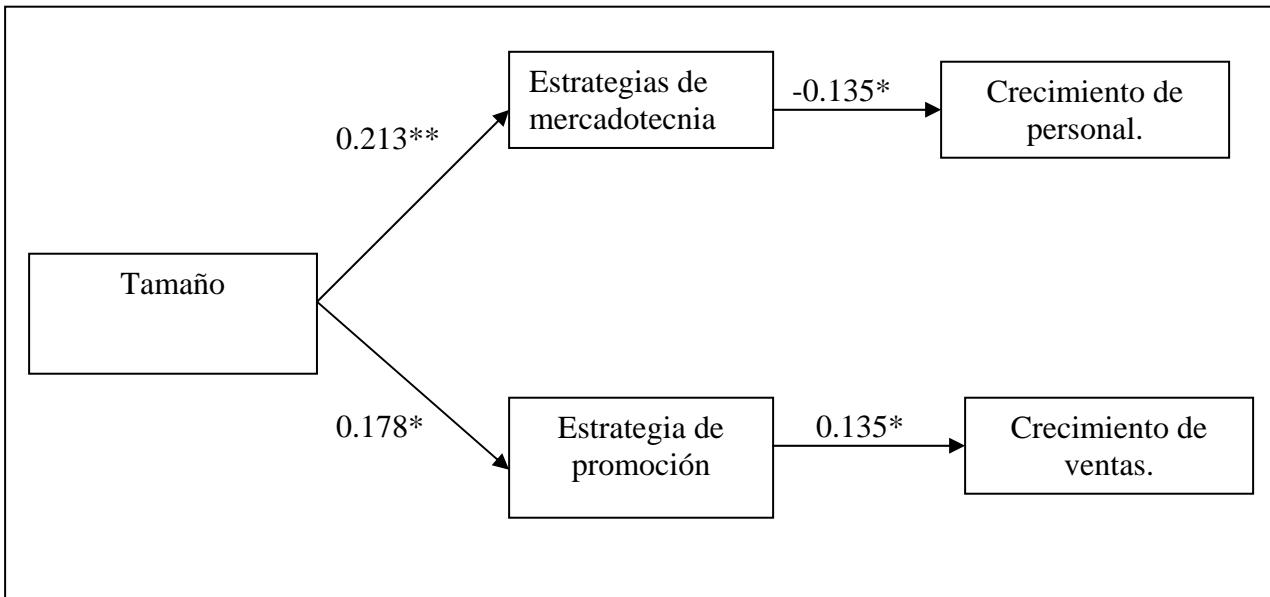 Estrategias de
mercadotecnia
-0.135*
Crecimiento de
personal.
0.213**
Tamaño
0.178*
Estrategia de
promoción
0.135*
Crecimiento de
ventas.